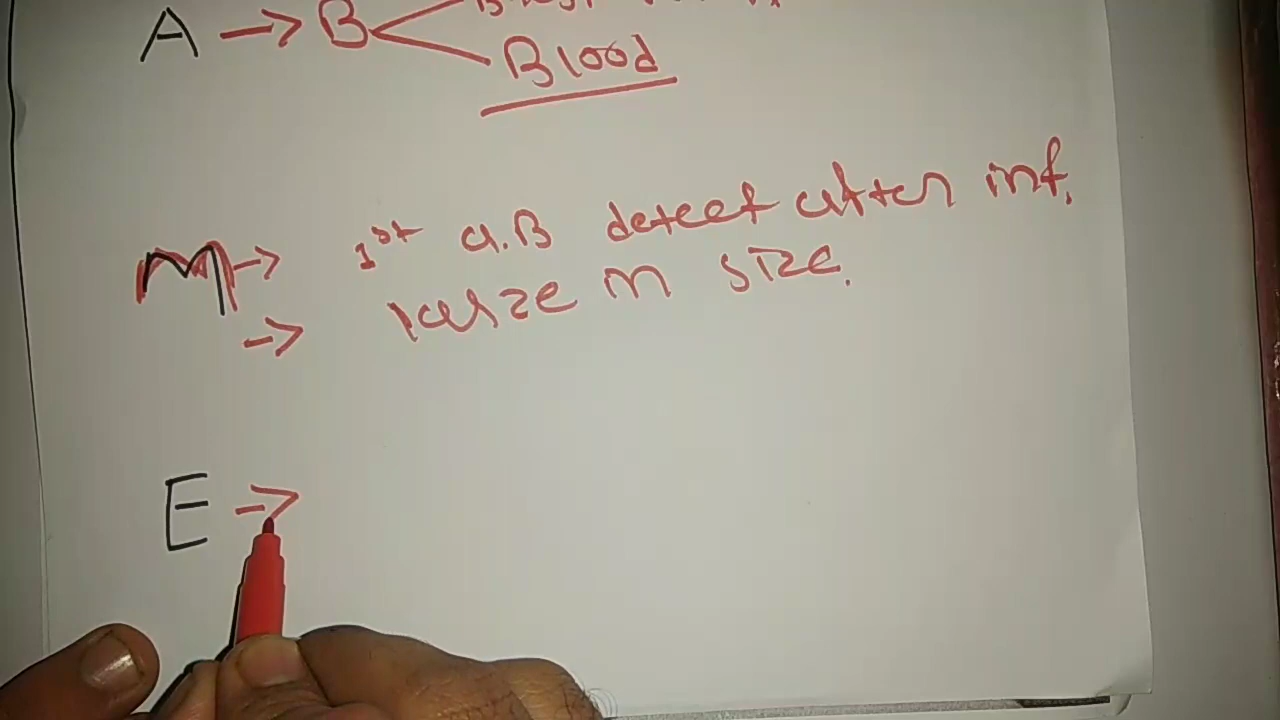 A → B
Blood
M → 1st a.B detect after inf.
→ large in size.
E →